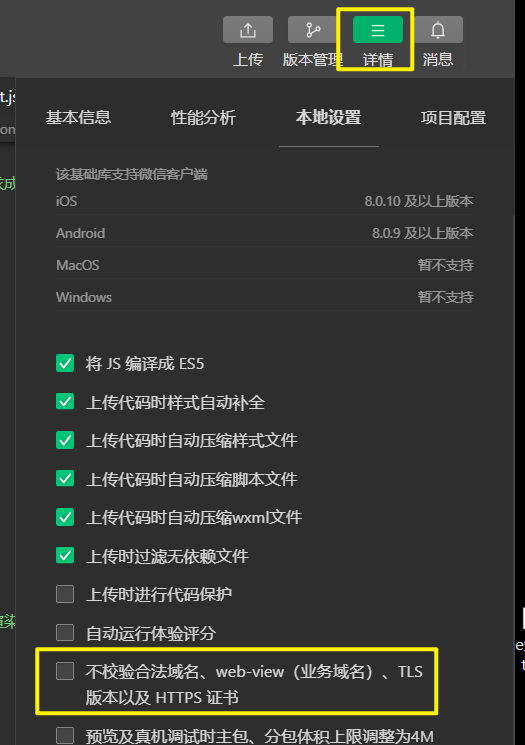 上传 版本管理 详情 消息
t.js
基本信息 性能分析 本地设置 项目配置
on
该基础库支持微信客户端
成
iOS 8.0.10 及以上版本
Android 8.0.9 及以上版本
MacOS 暂不支持
Windows 暂不支持
将 JS 编译成 ES5
上传代码时样式自动补全
上传代码时自动压缩样式文件
上传代码时自动压缩脚本文件
上传代码时自动压缩wxml文件
上传时过滤无依赖文件
上传时进行代码保护
渲染
自动运行体验评分
不校验合法域名、web-view（业务域名）、TLS
版本以及 HTTPS 证书
预览及真机调试时主包、分包体积上限调整为4M